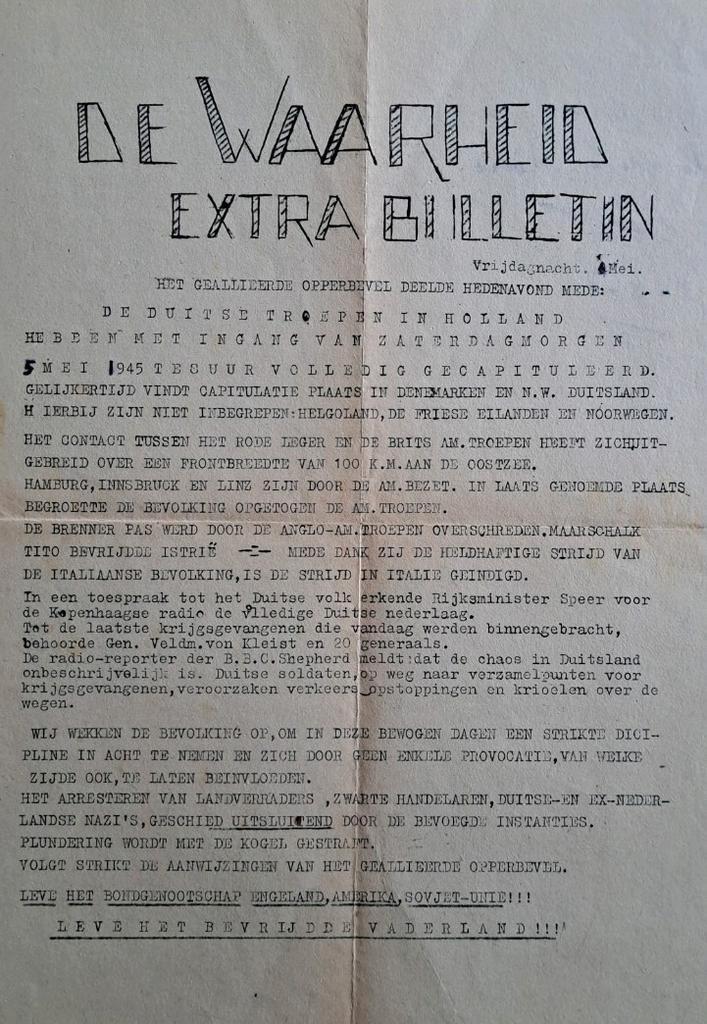 DE WAARHEID
EXTRA BULLETIN
Vrijdagnacht. 4 Mei.
HET GEALLIEERDE OPPERBEVEL DEELDE HEDENAVOND MEDE:
DE DUITSE TROEPEN IN HOLLAND
HEBBEN MET INGANG VAN ZATERDAGMORGEN
5 MEI 1945 TE 8 UUR VOLLEDIG GECAPITULEERD.
GELIJKERTIJD VINDT CAPITULATIE PLAATS IN DENEMARKEN EN N.W. DUITSLAND.
HIERBIJ ZIJN NIET INBEGREPEN:HELGOLAND,DE FRIESE EILANDEN EN NOORWEGEN.
HET CONTACT TUSSEN HET RODE LEGER EN DE BRITS AM.TROEPEN HEEFT ZICH UIT-
GEBREID OVER EEN FRONTBREEDTE VAN 100 K.M.AAN DE OOSTZEE.
HAMBURG,INNSBRUCK EN LINZ ZIJN DOOR DE AM.BEZET. IN LAATS GENOEMDE PLAATS
BEGROETTE DE BEVOLKING OPGETOGEN DE AM.TROEPEN.
DE BRENNER PAS WERD DOOR DE ANGLO-AM.TROEPEN OVERSCHREDEN.MAARSCHALK
TITO BEVRIJDDE ISTRIË —:— MEDE DANK ZIJ DE HELDHAFTIGE STRIJD VAN
DE ITALIAANSE BEVOLKING,IS DE STRIJD IN ITALIE GEINDIGD.
In een toespraak tot het Duitse volk erkende Rijksminister Speer voor
de Kopenhaagse radio de vlledige Duitse nederlaag.
Tot de laatste krijgsgevangenen die vandaag werden binnengebracht,
behoorde Gen. Veldm.von Kleist en 20 generaals.
De radio-reporter der B.B.C.Shepherd meldt:dat de chaos in Duitsland
onbeschrijvelijk is. Duitse soldaten,op weg naar verzamelpunten voor
krijgsgevangenen,veroorzaken verkeers opstoppingen en krioelen over de
wegen.
WIJ WEKKEN DE BEVOLKING OP,OM IN DEZE BEWOGEN DAGEN EEN STRIKTE DICI-
PLINE IN ACHT TE NEMEN EN ZICH DOOR GEEN ENKELE PROVOCATIE,VAN WELKE
ZIJDE OOK,TE LATEN BEINVLOEDEN.
HET ARRESTEREN VAN LANDVERRADERS ,ZWARTE HANDELAREN,DUITSE-EN EX-NEDER-
LANDSE NAZI'S,GESCHIED UITSLUITEND DOOR DE BEVOEGDE INSTANTIES.
PLUNDERING WORDT MET DE KOGEL GESTRAFT.
VOLGT STRIKT DE AANWIJZINGEN VAN HET GEALLIEERDE OPPERBEVEL.
LEVE HET BONDGENOOTSCHAP ENGELAND,AMERIKA,SOVJET-UNIE!!!
LEVE HET BEVRIJDDE VADERLAND!!!